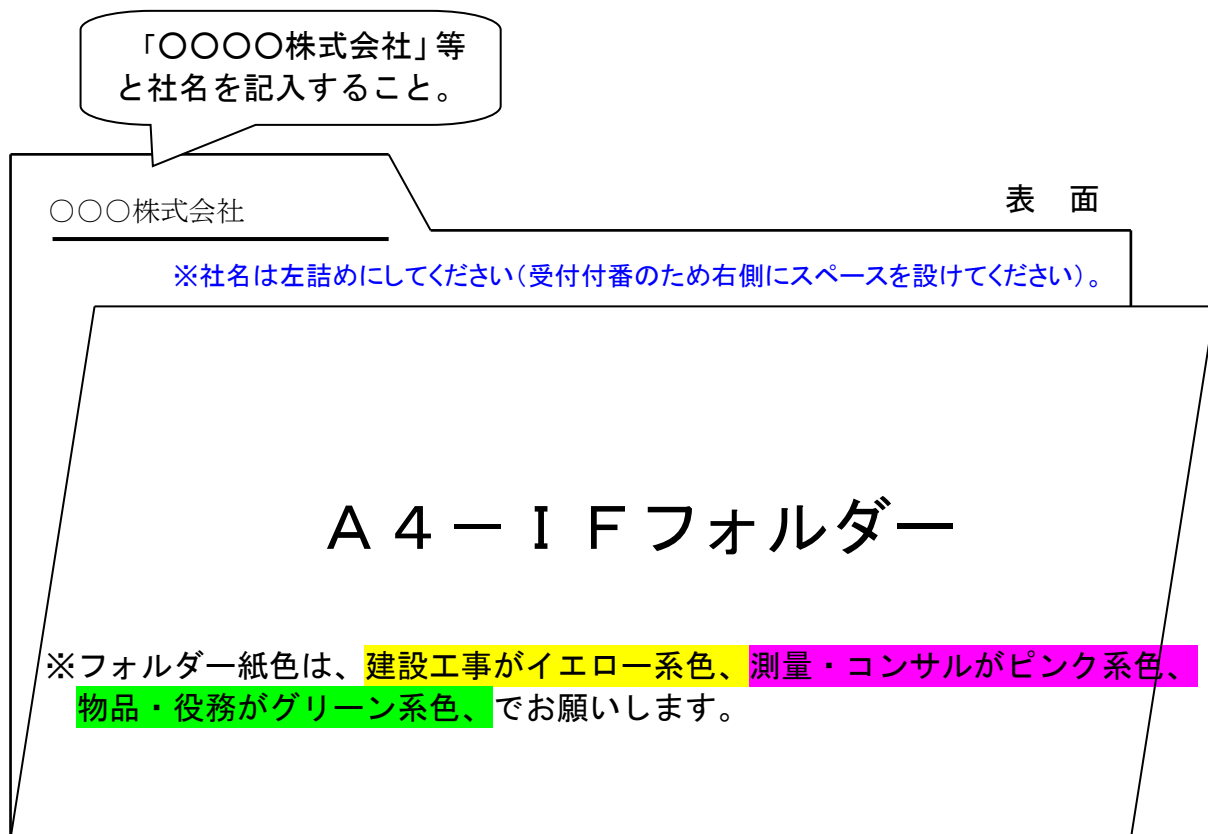 「〇〇〇〇株式会社」等
と社名を記入すること。
○○○株式会社
表　面
※社名は左詰めにしてください（受付付番のため右側にスペースを設けてください）。
Ａ４－ＩＦフォルダー
※フォルダー紙色は、建設工事がイエロー系色、測量・コンサルがピンク系色、
物品・役務がグリーン系色、でお願いします。